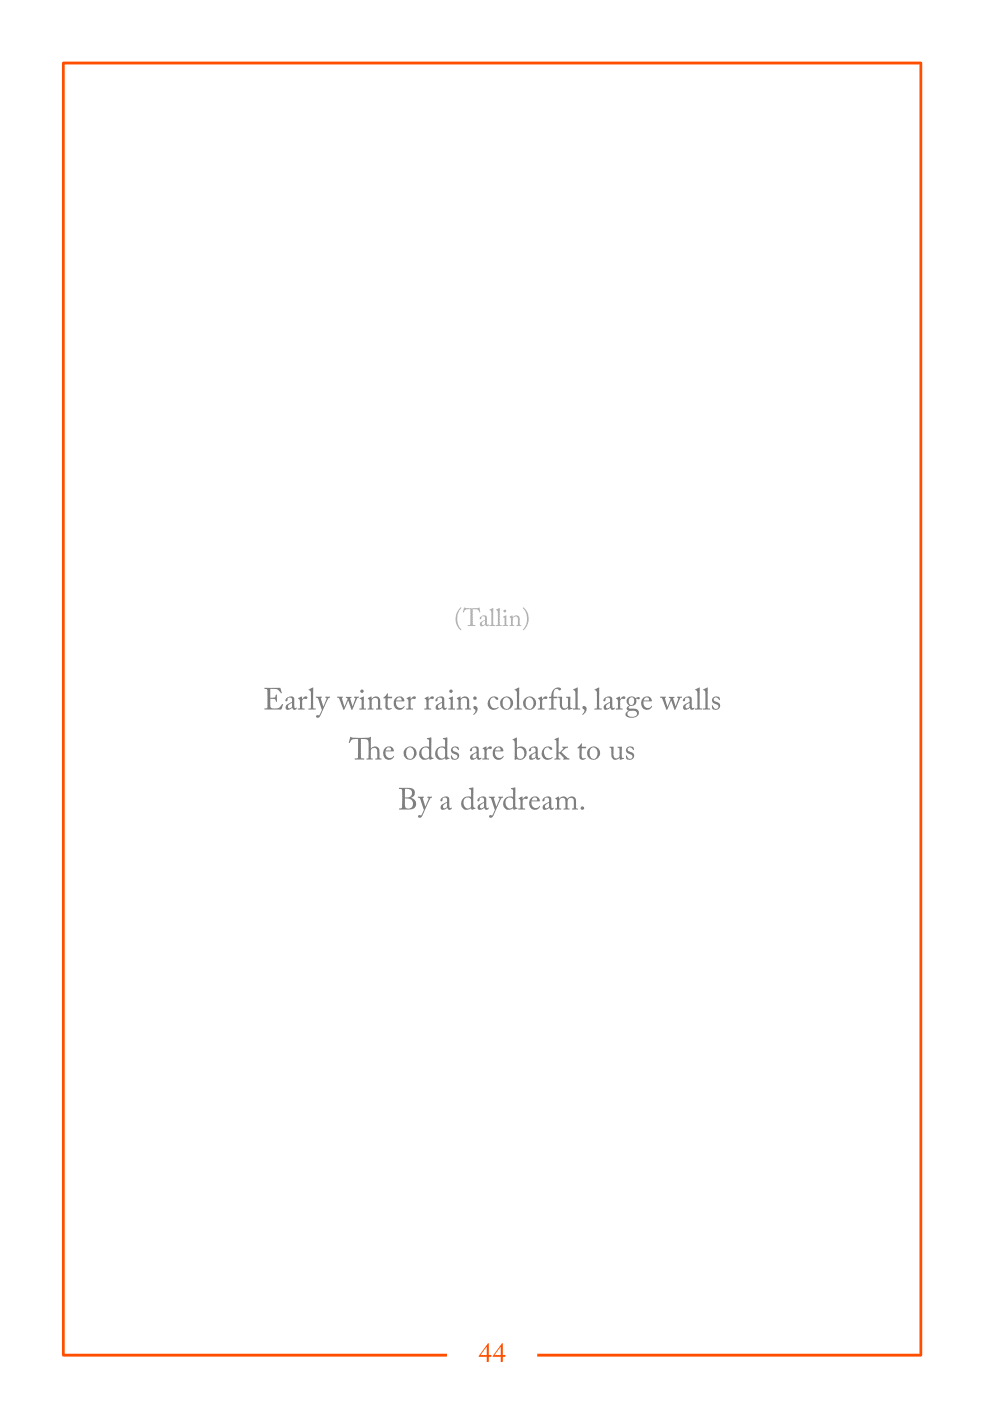 (Tallin)
Early winter rain; colorful, large walls
The odds are back to us
By a daydream.
44